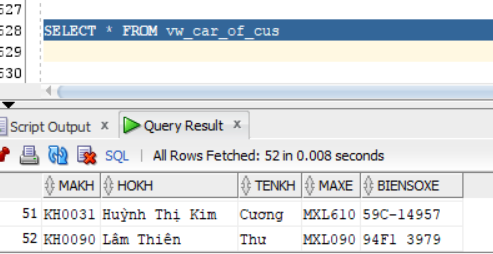 527
528 SELECT * FROM vw_car_of_cus
529
530
Script Output x Query Result x
SQL | All Rows Fetched: 52 in 0.008 seconds
MAKH HOKH TENKH MAXE BIENSOXE
51 KH0031 Huỳnh Thị Kim Cương MXL610 59C-14957
52 KH0090 Lâm Thiên Thư MXL090 94F1 3979